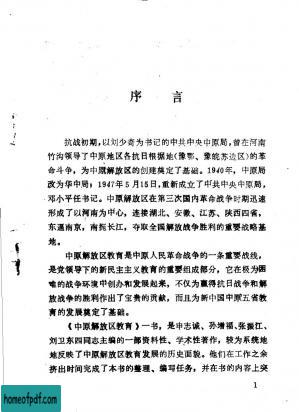 序 言
抗战初期，以刘少奇为书记的中共中央中原局，曾在河南
竹沟领导了中原地区各抗日根据地（豫鄂、豫皖苏边区）的革
命斗争，为中原解放区的创建奠定了基础。1940年，中原局
改为华中局；1947年5月15日，重新成立了中共中央中原局，
邓小平任书记。中原解放区在第三次国内革命战争时期迅速
形成了以河南为中心，连接湖北、安徽、江苏、陕西四省，
东逼南京，南扼长江，夺取全国解放战争胜利的重要战略基
地。
中原解放区教育是中原人民革命战争的一条重要战线，
是党领导下的新民主主义教育的重要组成部分，它在极为困
难的战争环境中创办和发展起来，不仅为赢得抗日战争和解
放战争的胜利作出了宝贵的贡献，而且为新中国中原五省教育
的发展奠定了基础。
《中原解放区教育》一书，是申志诚、孙增福、张振江、
刘卫东四同志主编的一部资料性、学术性著作，较为系统地
地反映了中原解放区教育发展的历史面貌。他们在工作之余
挤出时间完成了本书的整理、编写任务，并在书的内容上突
1
homeofpdf.com